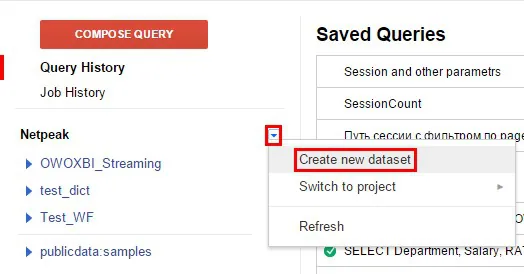 COMPOSE QUERY
Query History
Job History
Netpeak
OWOXBI_Streaming
test_dict
Test_WF
publicdata:samples
Saved Queries
Session and other parametrs
SessionCount
Путь сессии с фильтром по page
Create new dataset
Switch to project
Refresh
SELECT Department, Salary, RA